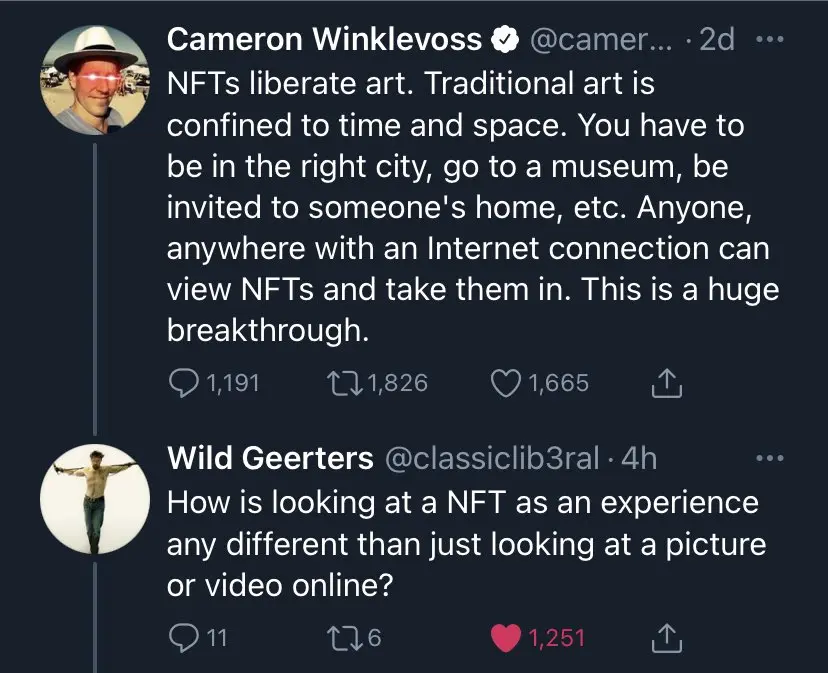 Cameron Winklevoss @camer... · 2d ...
NFTs liberate art. Traditional art is
confined to time and space. You have to
be in the right city, go to a museum, be
invited to someone's home, etc. Anyone,
anywhere with an Internet connection can
view NFTs and take them in. This is a huge
breakthrough.
1,191 1,826 1,665
Wild Geerters @classiclib3ral · 4h ...
How is looking at a NFT as an experience
any different than just looking at a picture
or video online?
11 6 1,251